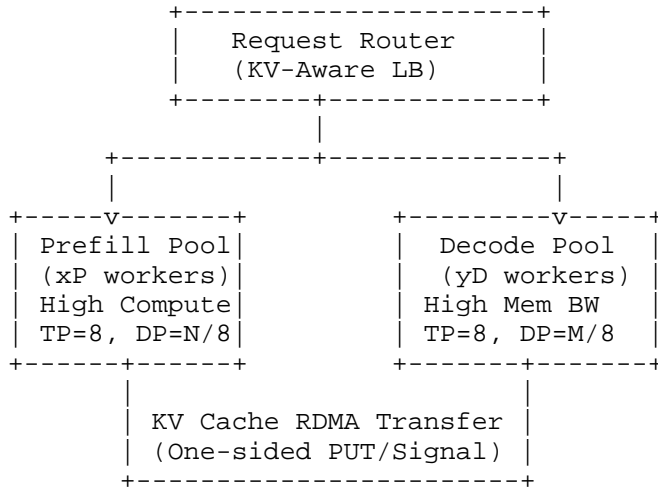 Request Router
(KV-Aware LB)
Prefill Pool
(xP workers)
High Compute
TP=8, DP=N/8
Decode Pool
(yD workers)
High Mem BW
TP=8, DP=M/8
KV Cache RDMA Transfer
(One-sided PUT/Signal)